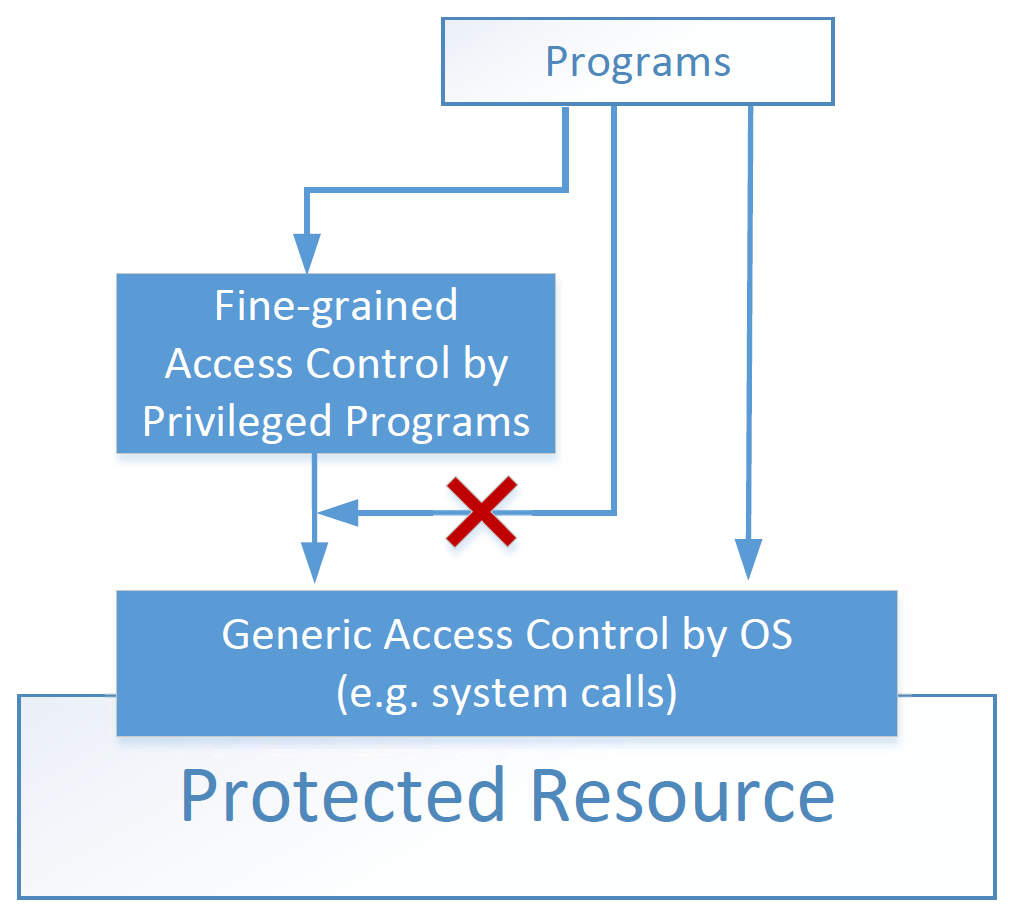 Programs
Fine-grained
Access Control by
Privileged Programs
Generic Access Control by OS
(e.g. system calls)
Protected Resource